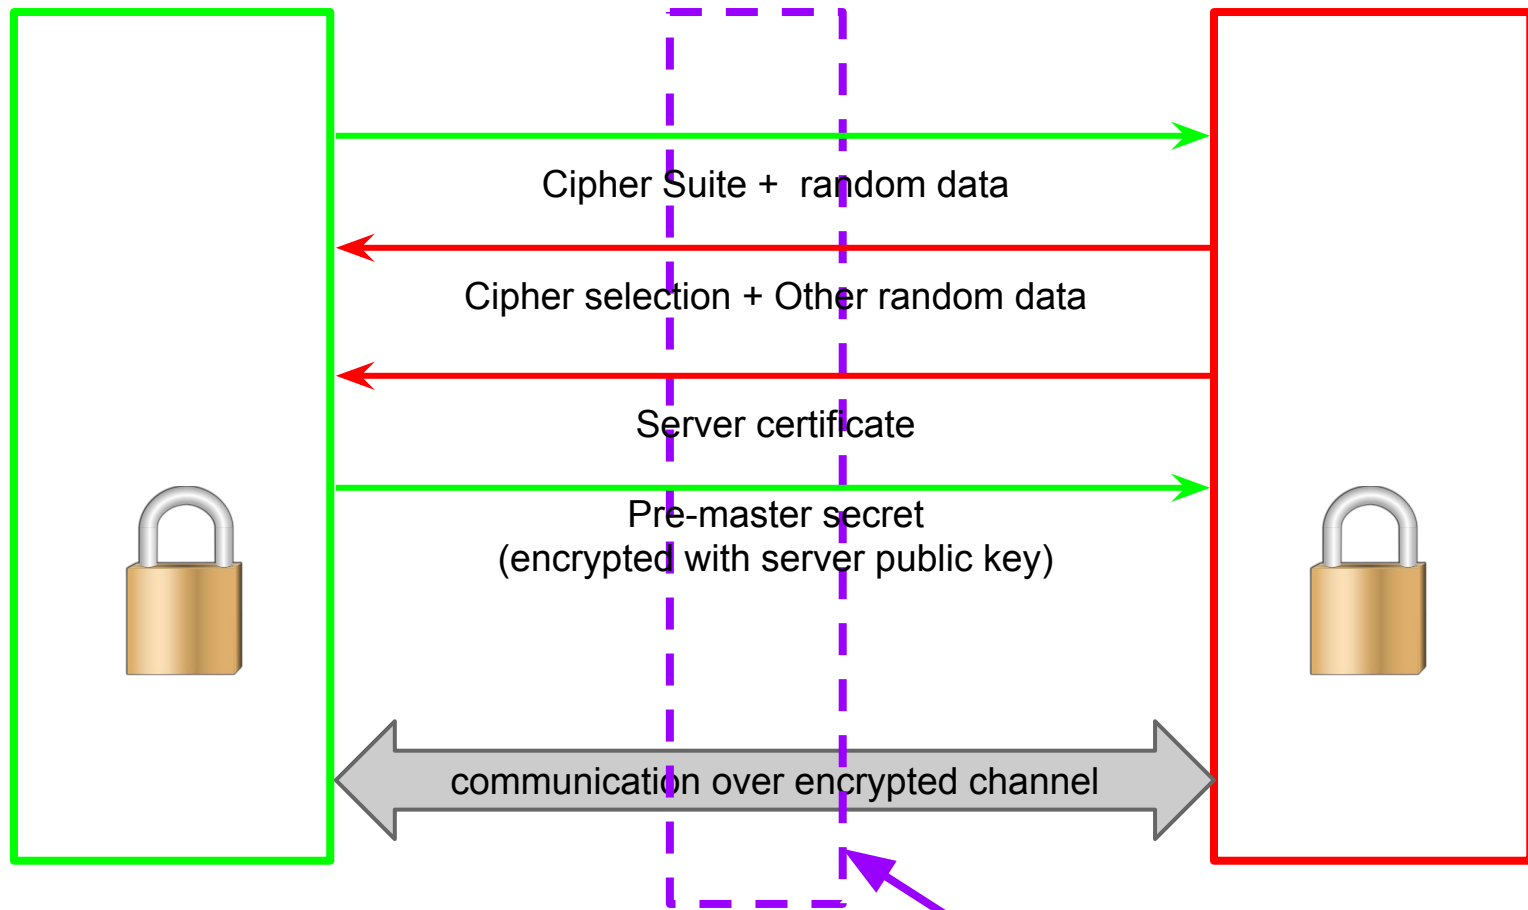 Cipher Suite +  random data
Cipher selection + Other random data
Server certificate
Pre-master secret
(encrypted with server public key)
communication over encrypted channel